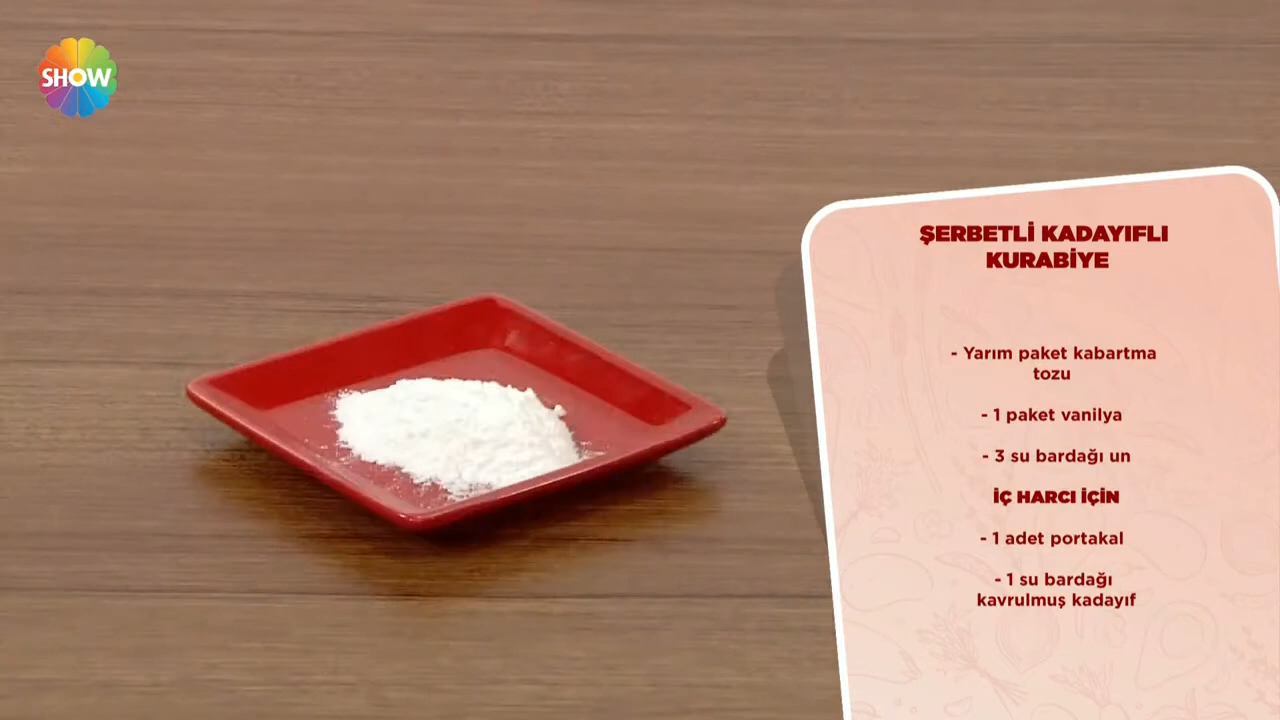 SHOW
ŞERBETLİ KADAYIFLI
KURABİYE
- Yarım paket kabartma
tozu
- 1 paket vanilya
- 3 su bardağı un
İÇ HARCI İÇİN
- 1 adet portakal
- 1 su bardağı
kavrulmuş kadayıf